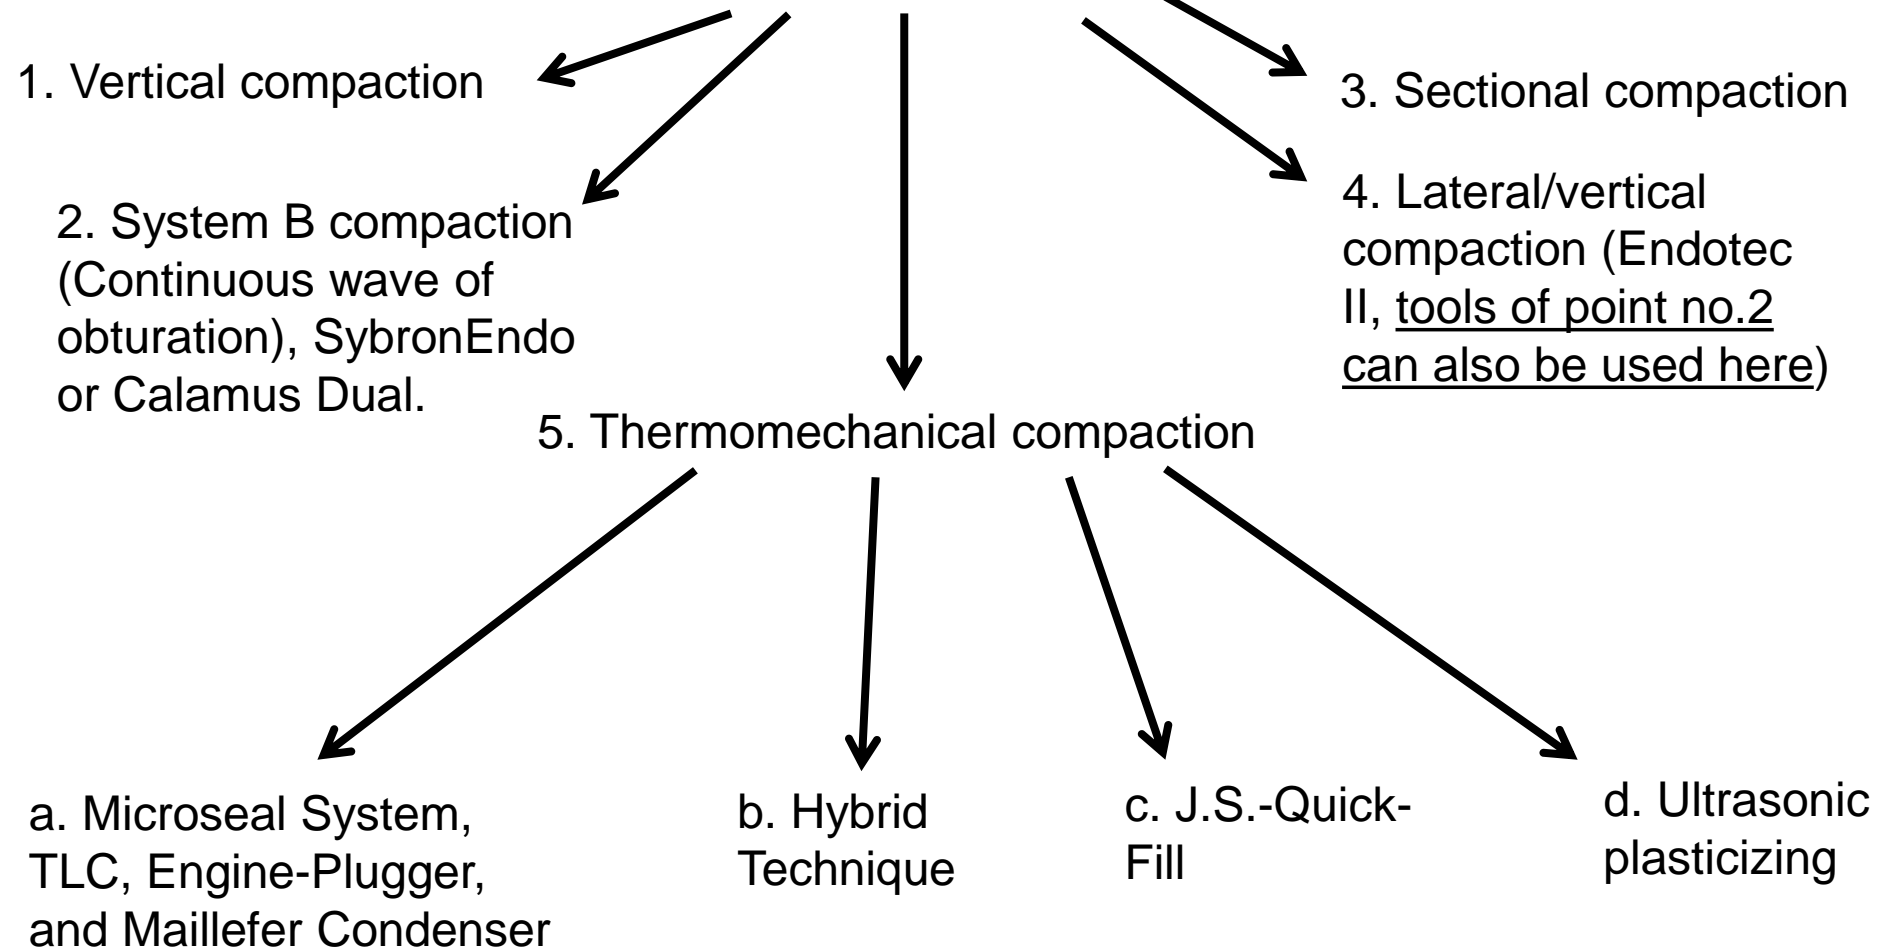 1. Vertical compaction
2. System B compaction
(Continuous wave of
obturation), SybronEndo
or Calamus Dual.
3. Sectional compaction
4. Lateral/vertical
compaction (Endotec
II, tools of point no.2
can also be used here)
5. Thermomechanical compaction
a. Microseal System,
TLC, Engine-Plugger,
and Maillefer Condenser
b. Hybrid
Technique
c. J.S.-Quick-
Fill
d. Ultrasonic
plasticizing